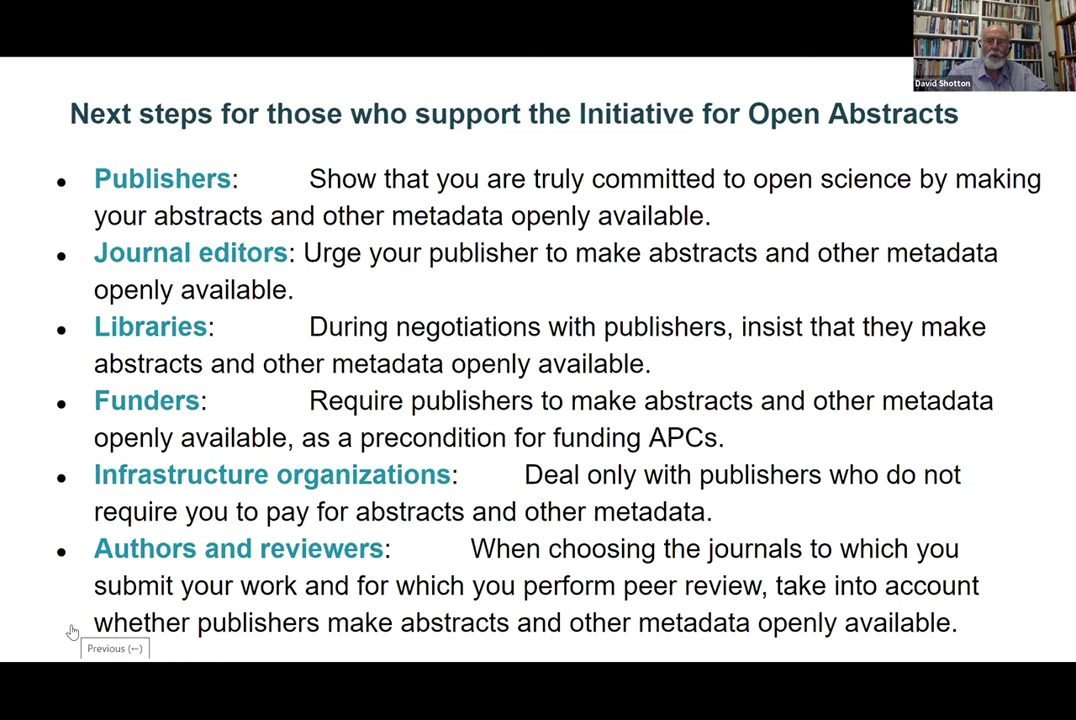 David Shotton
Next steps for those who support the Initiative for Open Abstracts
● Publishers: Show that you are truly committed to open science by making
your abstracts and other metadata openly available.
● Journal editors: Urge your publisher to make abstracts and other metadata
openly available.
● Libraries: During negotiations with publishers, insist that they make
abstracts and other metadata openly available.
● Funders: Require publishers to make abstracts and other metadata
openly available, as a precondition for funding APCs.
● Infrastructure organizations: Deal only with publishers who do not
require you to pay for abstracts and other metadata.
● Authors and reviewers: When choosing the journals to which you
submit your work and for which you perform peer review, take into account
whether publishers make abstracts and other metadata openly available.
Previous (←)